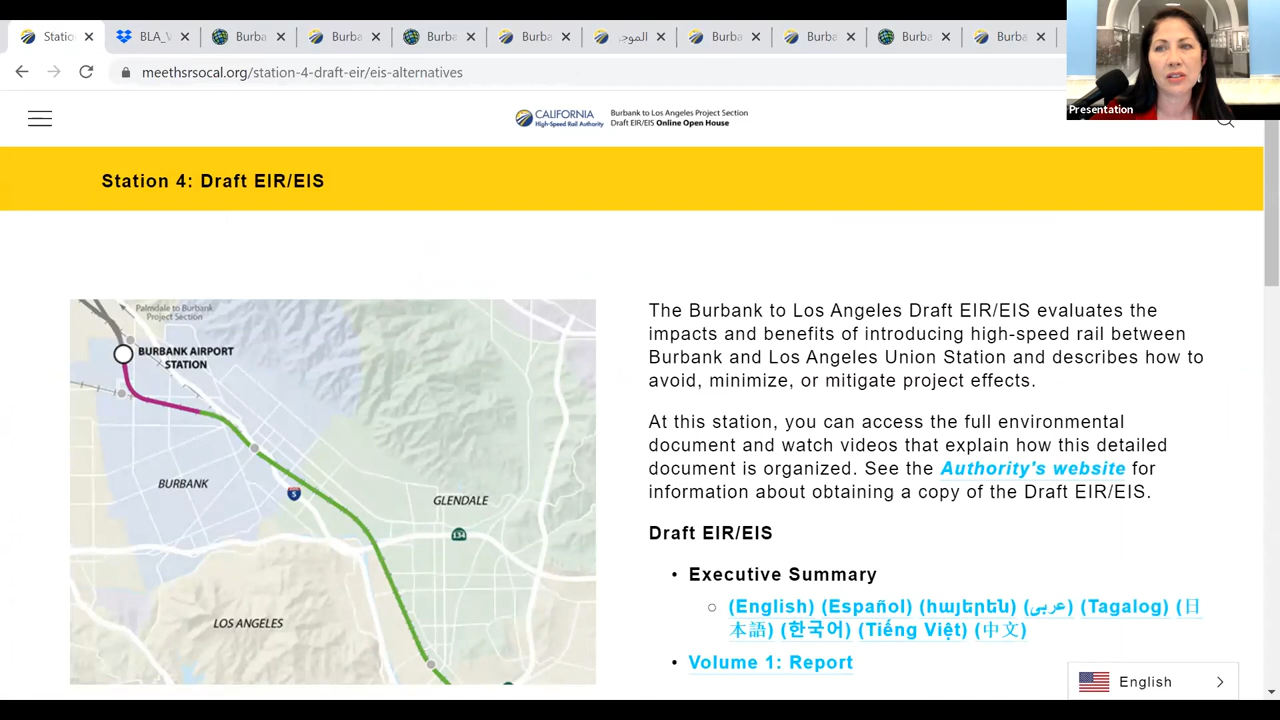 Statio
BLA_V
Burba
Burba
Burba
Burba
الموج
Burba
Burba
Burba
Burba
meethsrsocal.org/station-4-draft-eir/eis-alternatives
Presentation
CALIFORNIA
High-Speed Rail Authority
Burbank to Los Angeles Project Section
Draft EIR/EIS Online Open House
Station 4: Draft EIR/EIS
Palmdale to Burbank
Project Section
BURBANK AIRPORT
STATION
BURBANK
5
GLENDALE
134
LOS ANGELES
The Burbank to Los Angeles Draft EIR/EIS evaluates the
impacts and benefits of introducing high-speed rail between
Burbank and Los Angeles Union Station and describes how to
avoid, minimize, or mitigate project effects.
At this station, you can access the full environmental
document and watch videos that explain how this detailed
document is organized. See the Authority's website for
information about obtaining a copy of the Draft EIR/EIS.
Draft EIR/EIS
• Executive Summary
○ (English) (Español) (հայերեն) (عربى) (Tagalog) (日
本語) (한국어) (Tiếng Việt) (中文)
• Volume 1: Report
English